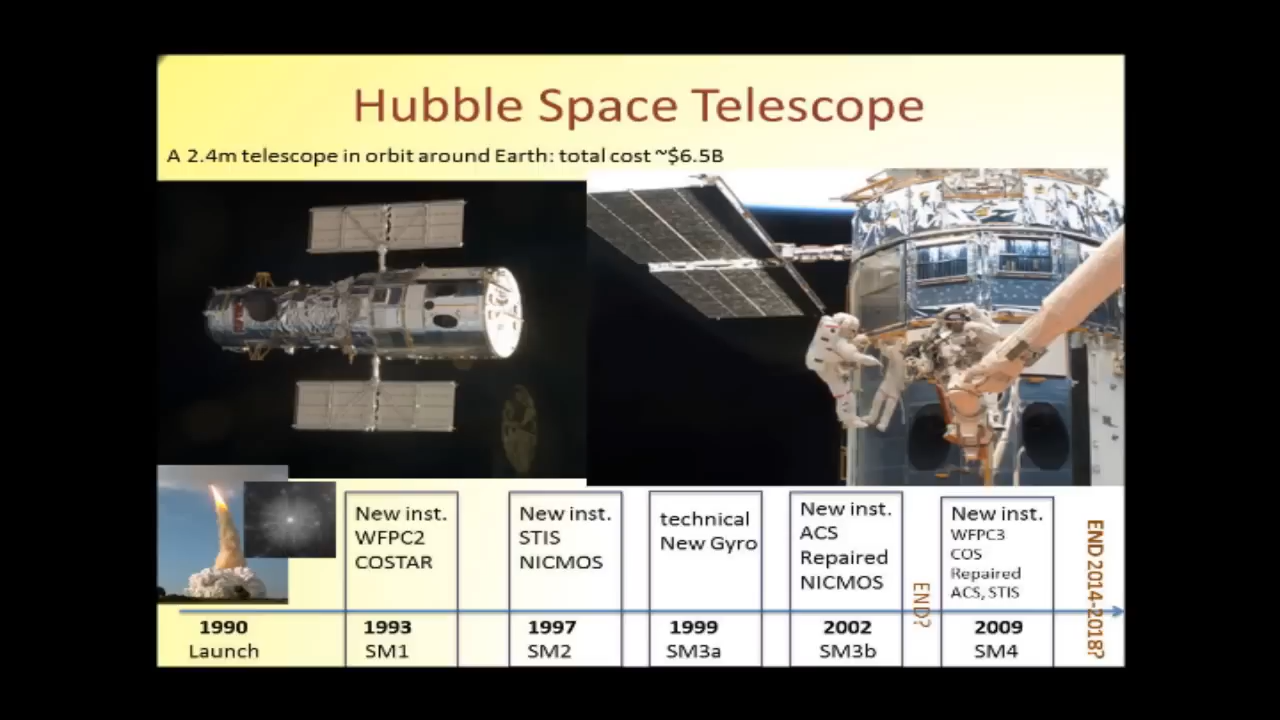 Hubble Space Telescope
A 2.4m telescope in orbit around Earth: total cost ~$6.5B
New inst.
WFPC2
COSTAR
New inst.
STIS
NICMOS
technical
New Gyro
New inst.
ACS
Repaired
NICMOS
END?
New inst.
WFPC3
COS
Repaired
ACS, STIS
END 2014-2018?
1990
Launch
1993
SM1
1997
SM2
1999
SM3a
2002
SM3b
2009
SM4